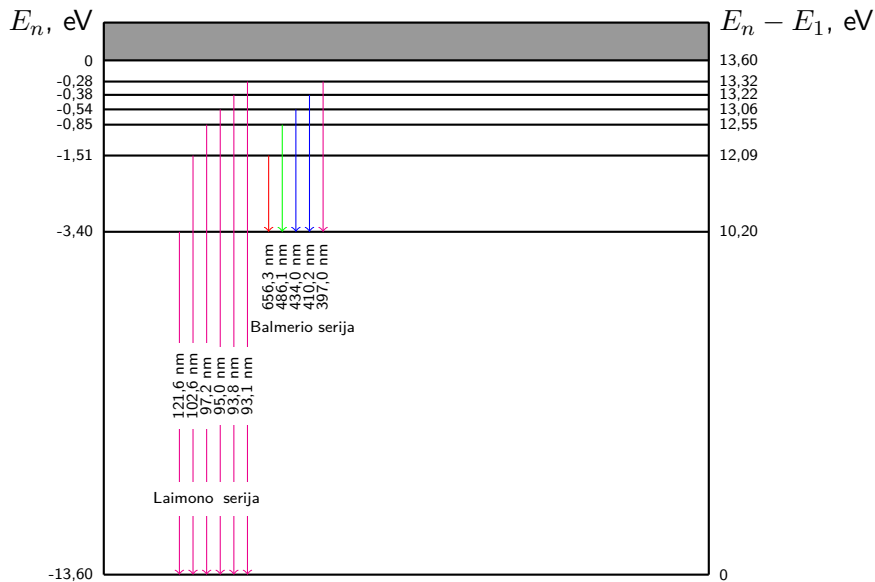 E_n, eV
E_n − E_1, eV
0
13,60
-0,28
13,32
-0,38
13,22
-0,54
13,06
-0,85
12,55
-1,51
12,09
-3,40
10,20
656,3 nm
486,1 nm
434,0 nm
410,2 nm
397,0 nm
Balmerio serija
121,6 nm
102,6 nm
97,2 nm
95,0 nm
93,8 nm
93,1 nm
Laimono serija
-13,60
0